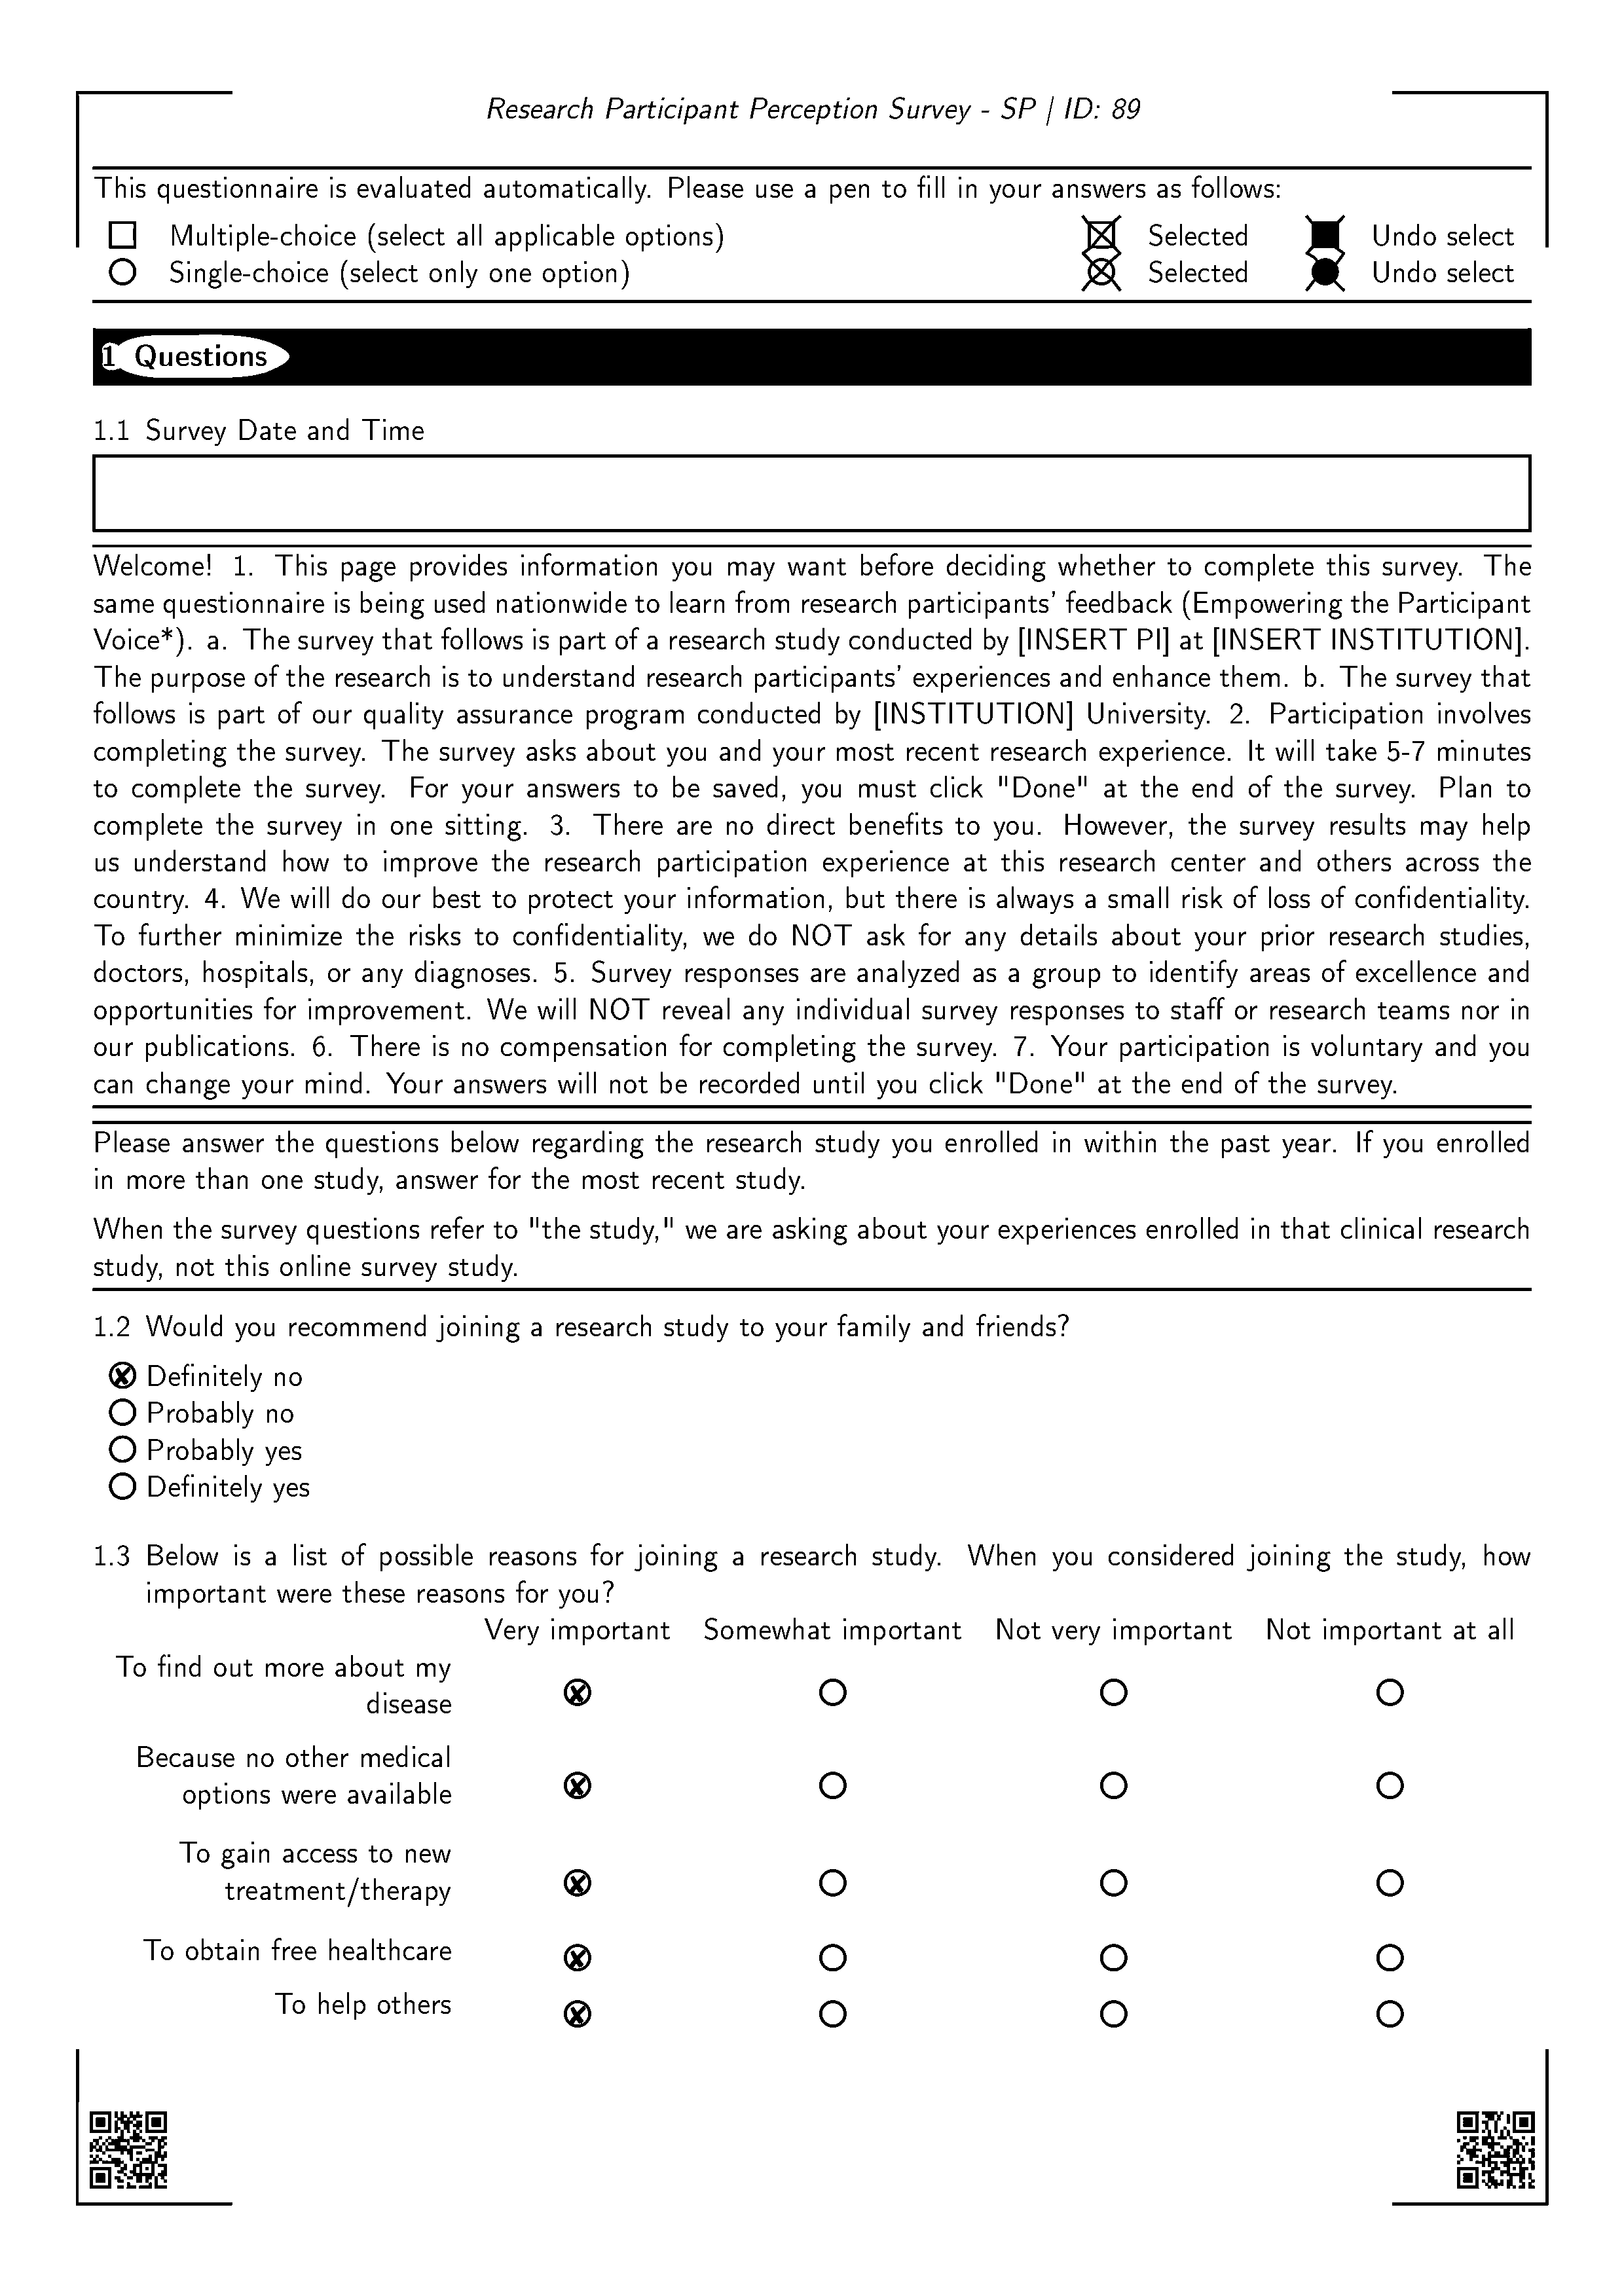 Research Participant Perception Survey - SP | ID: 89
This questionnaire is evaluated automatically. Please use a pen to fill in your answers as follows:
Multiple-choice (select all applicable options) Selected Undo select
Single-choice (select only one option) Selected Undo select
1 Questions
1.1 Survey Date and Time
Welcome! 1. This page provides information you may want before deciding whether to complete this survey. The
same questionnaire is being used nationwide to learn from research participants' feedback (Empowering the Participant
Voice*). a. The survey that follows is part of a research study conducted by [INSERT PI] at [INSERT INSTITUTION].
The purpose of the research is to understand research participants' experiences and enhance them. b. The survey that
follows is part of our quality assurance program conducted by [INSTITUTION] University. 2. Participation involves
completing the survey. The survey asks about you and your most recent research experience. It will take 5-7 minutes
to complete the survey. For your answers to be saved, you must click "Done" at the end of the survey. Plan to
complete the survey in one sitting. 3. There are no direct benefits to you. However, the survey results may help
us understand how to improve the research participation experience at this research center and others across the
country. 4. We will do our best to protect your information, but there is always a small risk of loss of confidentiality.
To further minimize the risks to confidentiality, we do NOT ask for any details about your prior research studies,
doctors, hospitals, or any diagnoses. 5. Survey responses are analyzed as a group to identify areas of excellence and
opportunities for improvement. We will NOT reveal any individual survey responses to staff or research teams nor in
our publications. 6. There is no compensation for completing the survey. 7. Your participation is voluntary and you
can change your mind. Your answers will not be recorded until you click "Done" at the end of the survey.
Please answer the questions below regarding the research study you enrolled in within the past year. If you enrolled
in more than one study, answer for the most recent study.
When the survey questions refer to "the study," we are asking about your experiences enrolled in that clinical research
study, not this online survey study.
1.2 Would you recommend joining a research study to your family and friends?
Definitely no
Probably no
Probably yes
Definitely yes
1.3 Below is a list of possible reasons for joining a research study. When you considered joining the study, how
important were these reasons for you?
Very important Somewhat important Not very important Not important at all
To find out more about my
disease
Because no other medical
options were available
To gain access to new
treatment/therapy
To obtain free healthcare
To help others